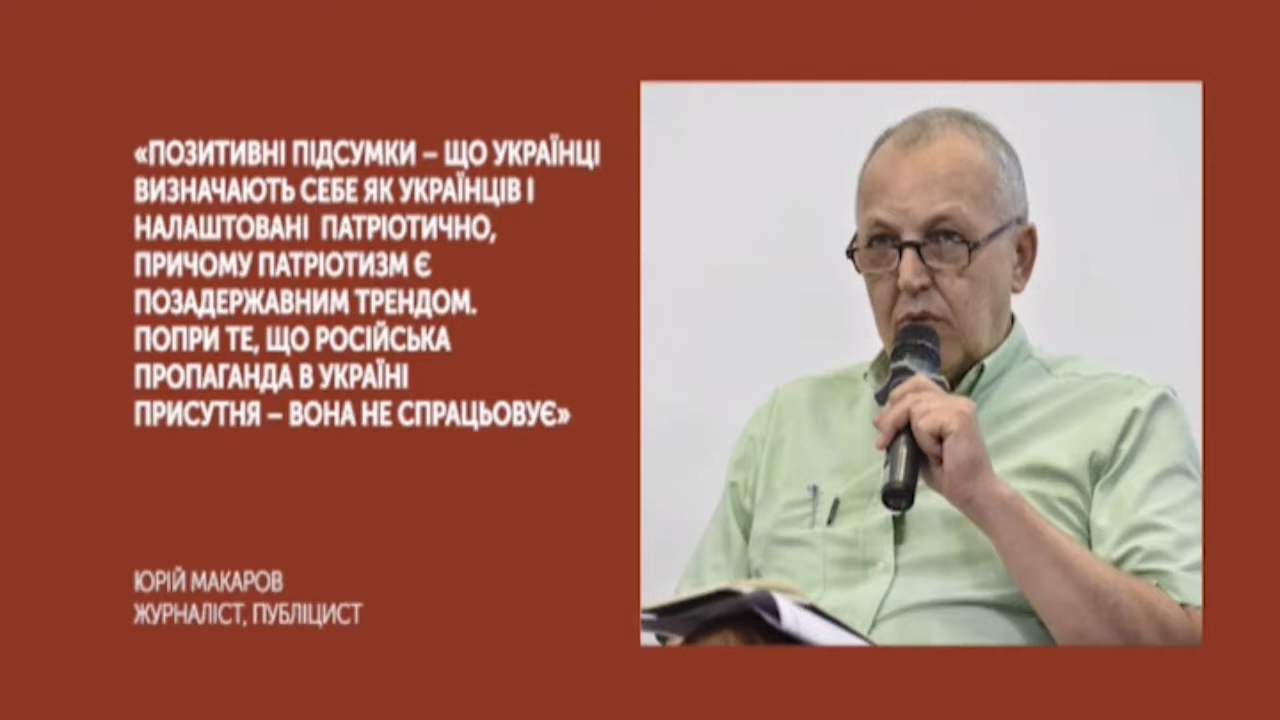 «ПОЗИТИВНІ ПІДСУМКИ – ЩО УКРАЇНЦІ
ВИЗНАЧАЮТЬ СЕБЕ ЯК УКРАЇНЦІВ І
НАЛАШТОВАНІ ПАТРІОТИЧНО,
ПРИЧОМУ ПАТРІОТИЗМ Є
ПОЗАДЕРЖАВНИМ ТРЕНДОМ.
ПОПРИ ТЕ, ЩО РОСІЙСЬКА
ПРОПАГАНДА В УКРАЇНІ
ПРИСУТНЯ – ВОНА НЕ СПРАЦЬОВУЄ»
ЮРІЙ МАКАРОВ
ЖУРНАЛІСТ, ПУБЛІЦИСТ